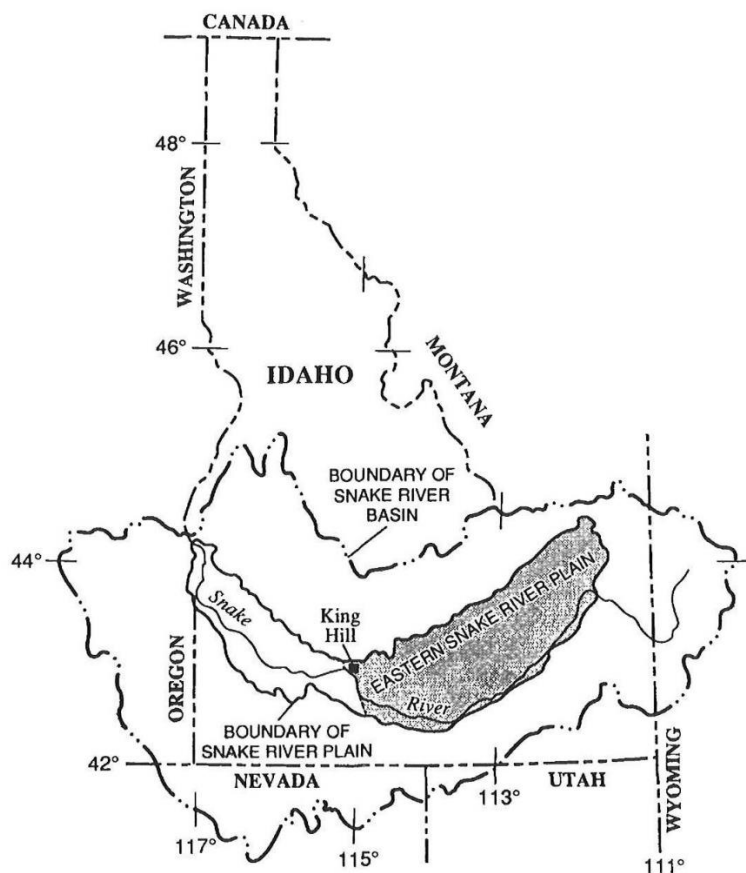 CANADA
48°
WASHINGTON
46°
IDAHO
MONTANA
BOUNDARY OF
SNAKE RIVER
BASIN
44°
Snake
King
Hill
EASTERN SNAKE RIVER PLAIN
OREGON
River
BOUNDARY OF
SNAKE RIVER PLAIN
42°
NEVADA
113°
UTAH
WYOMING
117°
115°
111°